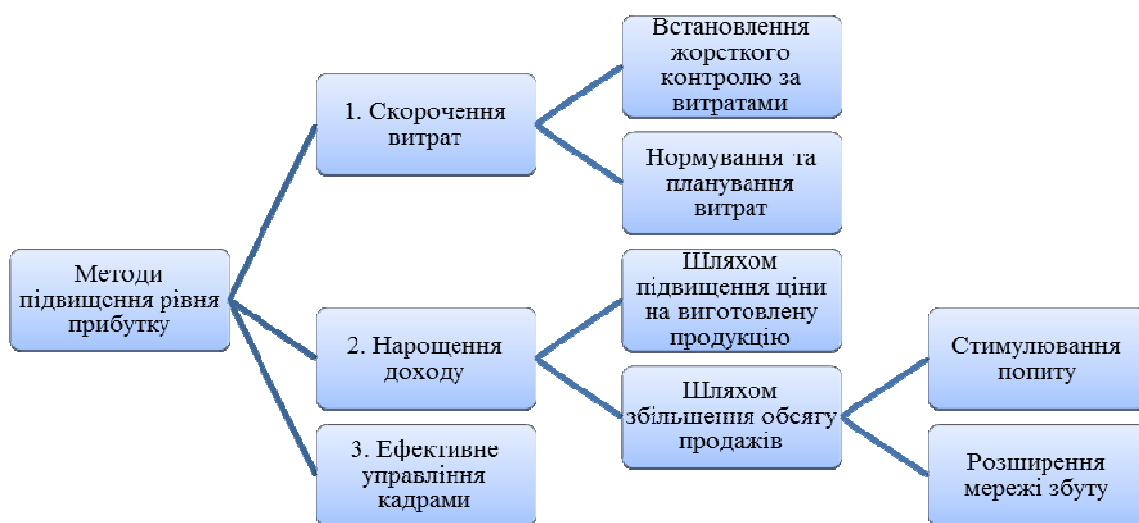 Методи
підвищення рівня
прибутку
1. Скорочення
витрат
Встановлення
жорсткого
контролю за
витратами
Нормування та
планування
витрат
2. Нарощення
доходу
Шляхом
підвищення ціни
на виготовлену
продукцію
Шляхом
збільшення обсягу
продажів
Стимулювання
попиту
Розширення
мережі збуту
3. Ефективне
управління
кадрами